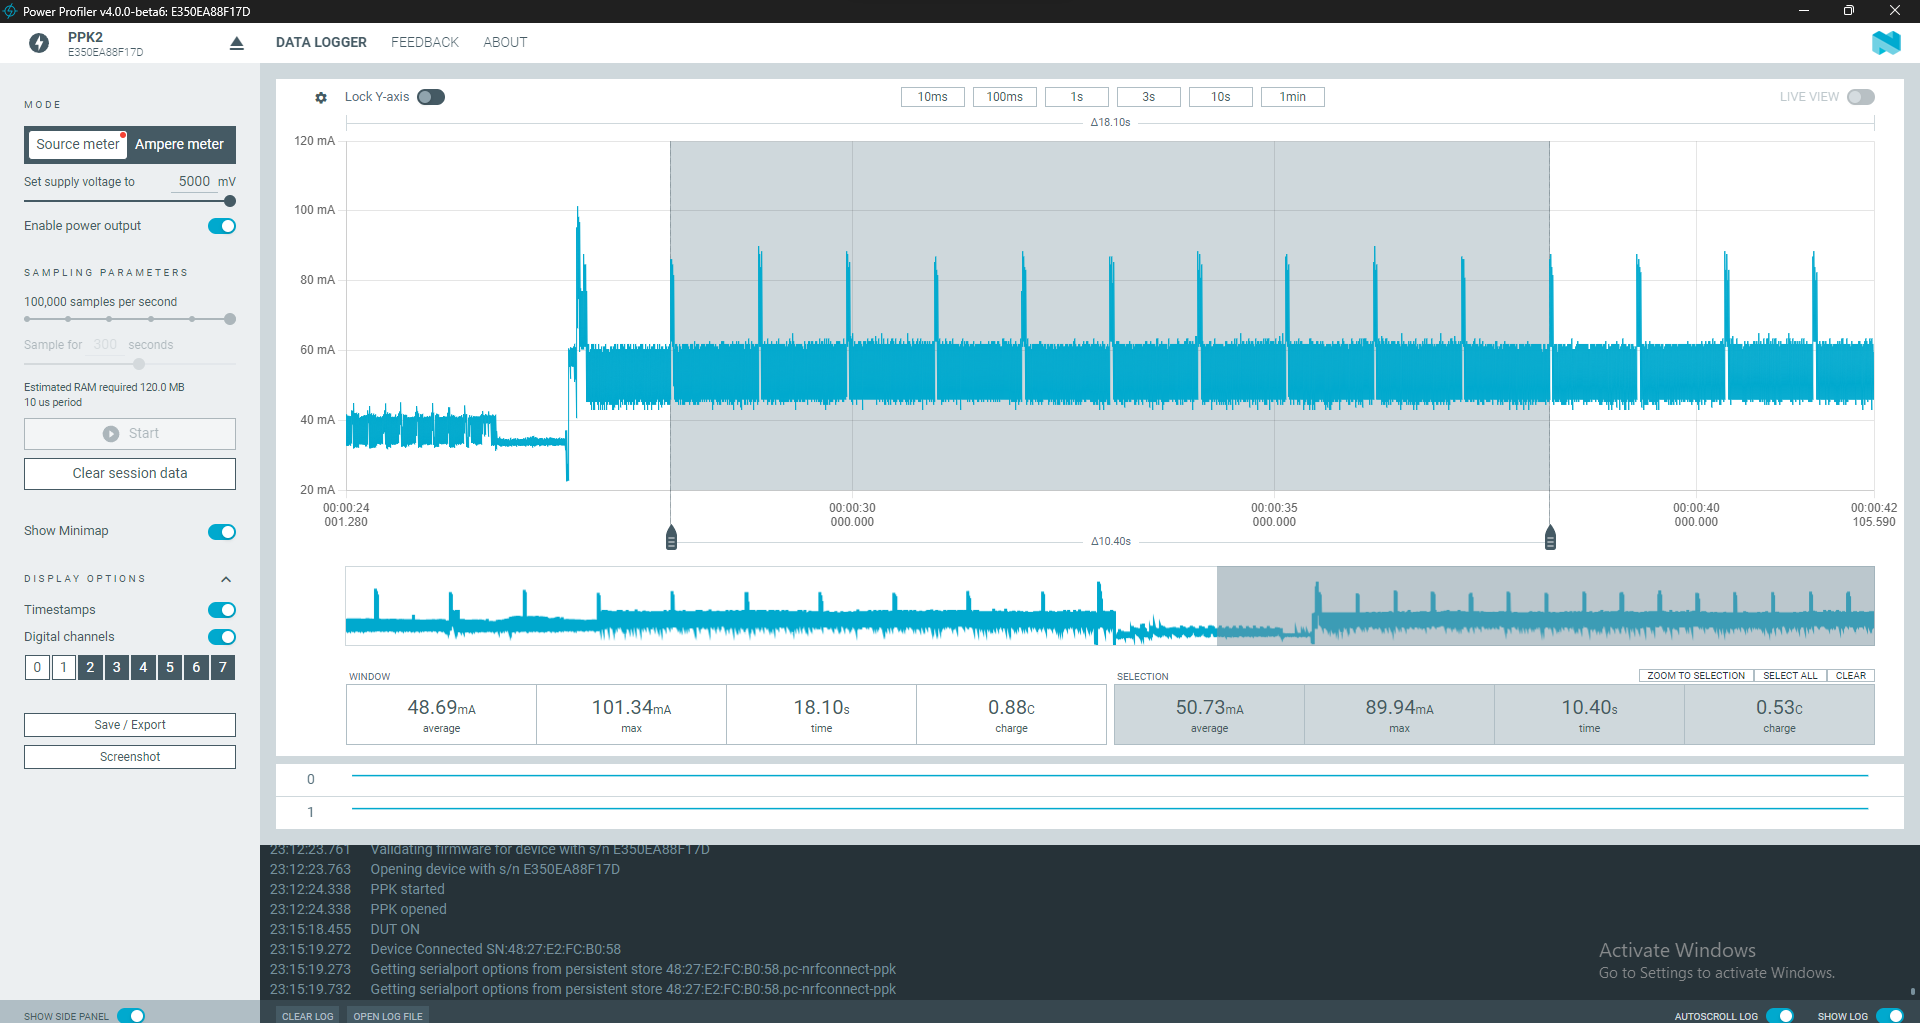 Power Profiler v4.0.0-beta6: E350EA88F17D
PPK2
E350EA88F17D
DATA LOGGER
FEEDBACK
ABOUT
MODE
Source meter
Ampere meter
Set supply voltage to 5000 mV
Enable power output
SAMPLING PARAMETERS
100,000 samples per second
Sample for 300 seconds
Estimated RAM required 120.0 MB
10 us period
Start
Clear session data
Show Minimap
DISPLAY OPTIONS
Timestamps
Digital channels
0 1 2 3 4 5 6 7
Save / Export
Screenshot
SHOW SIDE PANEL
Lock Y-axis
10ms
100ms
1s
3s
10s
1min
LIVE VIEW
Δ18.10s
120 mA
100 mA
80 mA
60 mA
40 mA
20 mA
00:00:24
001.280
00:00:30
000.000
00:00:35
000.000
00:00:40
000.000
00:00:42
105.590
Δ10.40s
WINDOW
48.69mA
average
101.34mA
max
18.10s
time
0.88C
charge
SELECTION
ZOOM TO SELECTION
SELECT ALL
CLEAR
50.73mA
average
89.94mA
max
10.40s
time
0.53C
charge
0
1
23:12:23.761 Validating firmware for device with s/n E350EA88F17D
23:12:23.763 Opening device with s/n E350EA88F17D
23:12:24.338 PPK started
23:12:24.338 PPK opened
23:15:18.455 DUT ON
23:15:19.272 Device Connected SN:48:27:E2:FC:B0:58
23:15:19.273 Getting serialport options from persistent store 48:27:E2:FC:B0:58.pc-nrfconnect-ppk
23:15:19.732 Getting serialport options from persistent store 48:27:E2:FC:B0:58.pc-nrfconnect-ppk
Activate Windows
Go to Settings to activate Windows.
CLEAR LOG
OPEN LOG FILE
AUTOSCROLL LOG
SHOW LOG